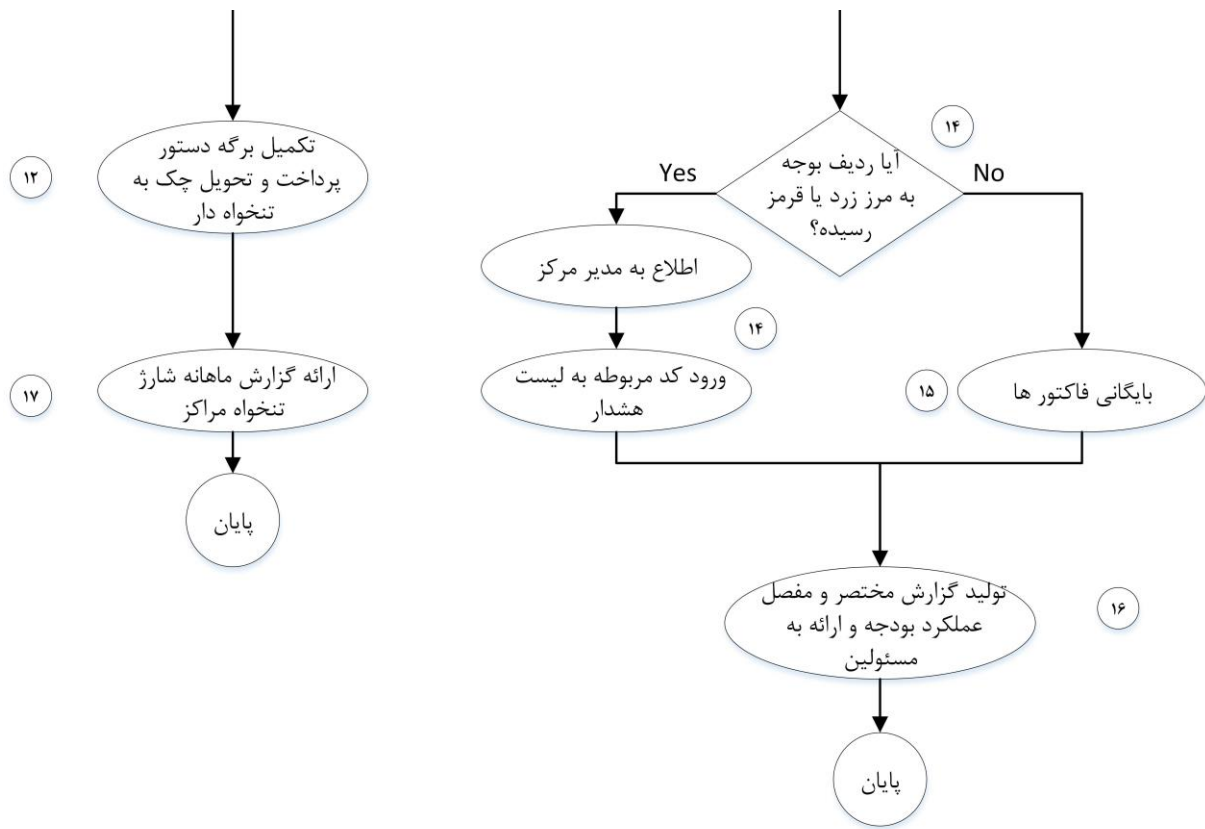 ۱۲
تکمیل برگه دستور
پرداخت و تحویل چک به
تنخواه دار
۱۷
ارائه گزارش ماهانه شارژ
تنخواه مراکز
پایان
۱۴
آیا ردیف بوجه
به مرز زرد یا قرمز
رسیده؟
Yes
No
اطلاع به مدیر مرکز
۱۴
ورود کد مربوطه به لیست
هشدار
۱۵
بایگانی فاکتور ها
تولید گزارش مختصر و مفصل
عملکرد بودجه و ارائه به
مسئولین
۱۶
پایان